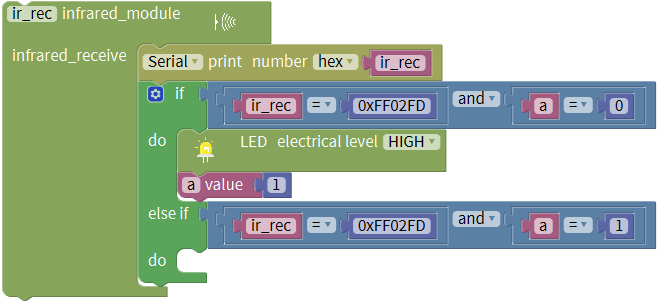 ir_rec infrared_module
infrared_receive Serial print number hex ir_rec
if ir_rec = 0xFF02FD and a = 0
do LED electrical level HIGH
a value 1
else if ir_rec = 0xFF02FD and a = 1
do